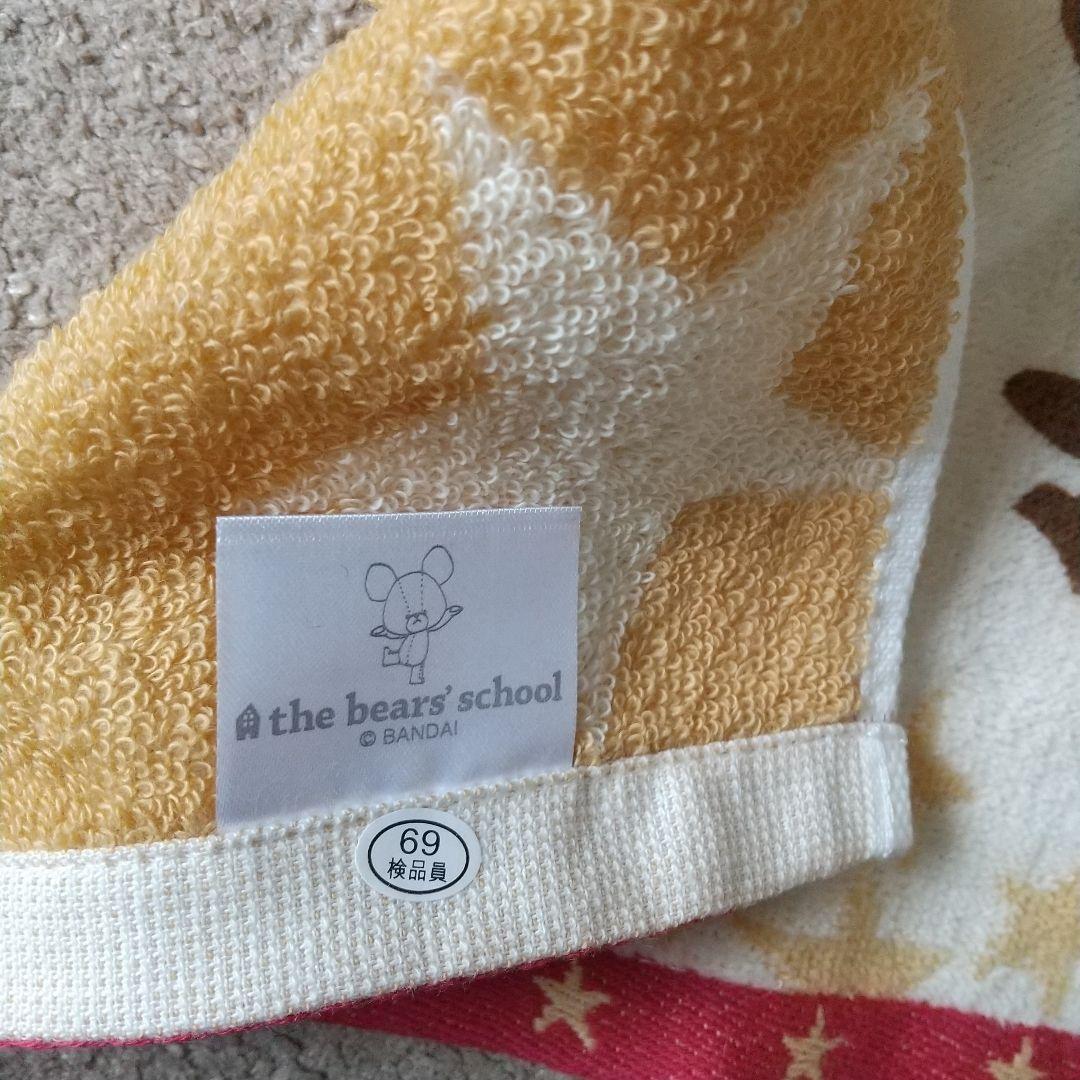 the bears' school
© BANDAI
69
検品員